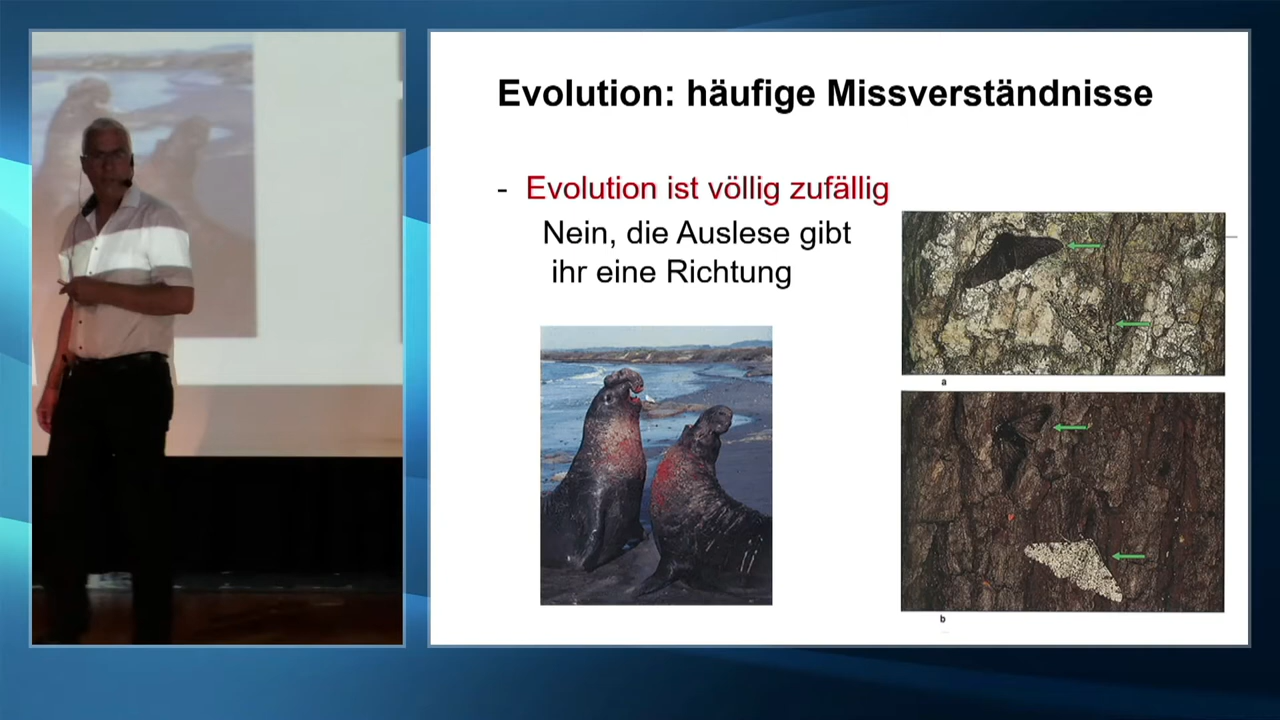 Evolution: häufige Missverständnisse
- Evolution ist völlig zufällig
Nein, die Auslese gibt
ihr eine Richtung
a
b